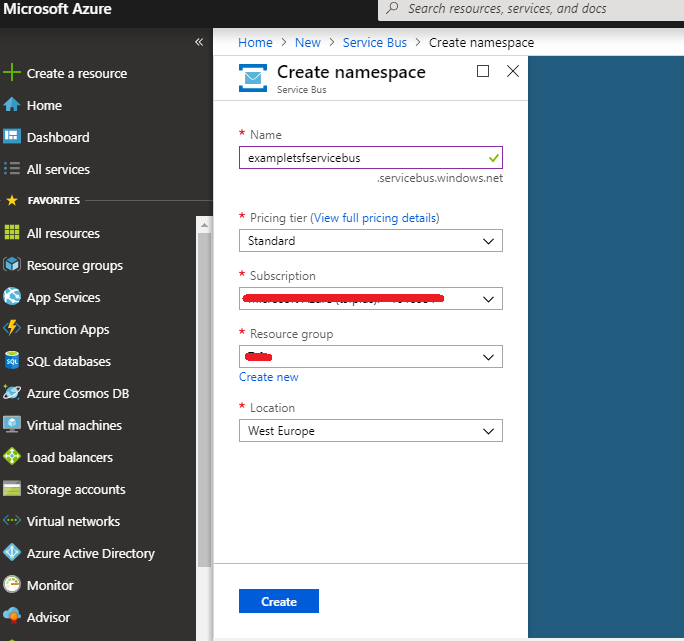 Microsoft Azure
Search resources, services, and docs
«
Create a resource
Home
Dashboard
All services
FAVORITES
All resources
Resource groups
App Services
Function Apps
SQL databases
Azure Cosmos DB
Virtual machines
Load balancers
Storage accounts
Virtual networks
Azure Active Directory
Monitor
Advisor
Home > New > Service Bus > Create namespace
Create namespace
Service Bus
* Name
exampletsfservicebus
.servicebus.windows.net
* Pricing tier (View full pricing details)
Standard
* Subscription
* Resource group
Create new
* Location
West Europe
Create